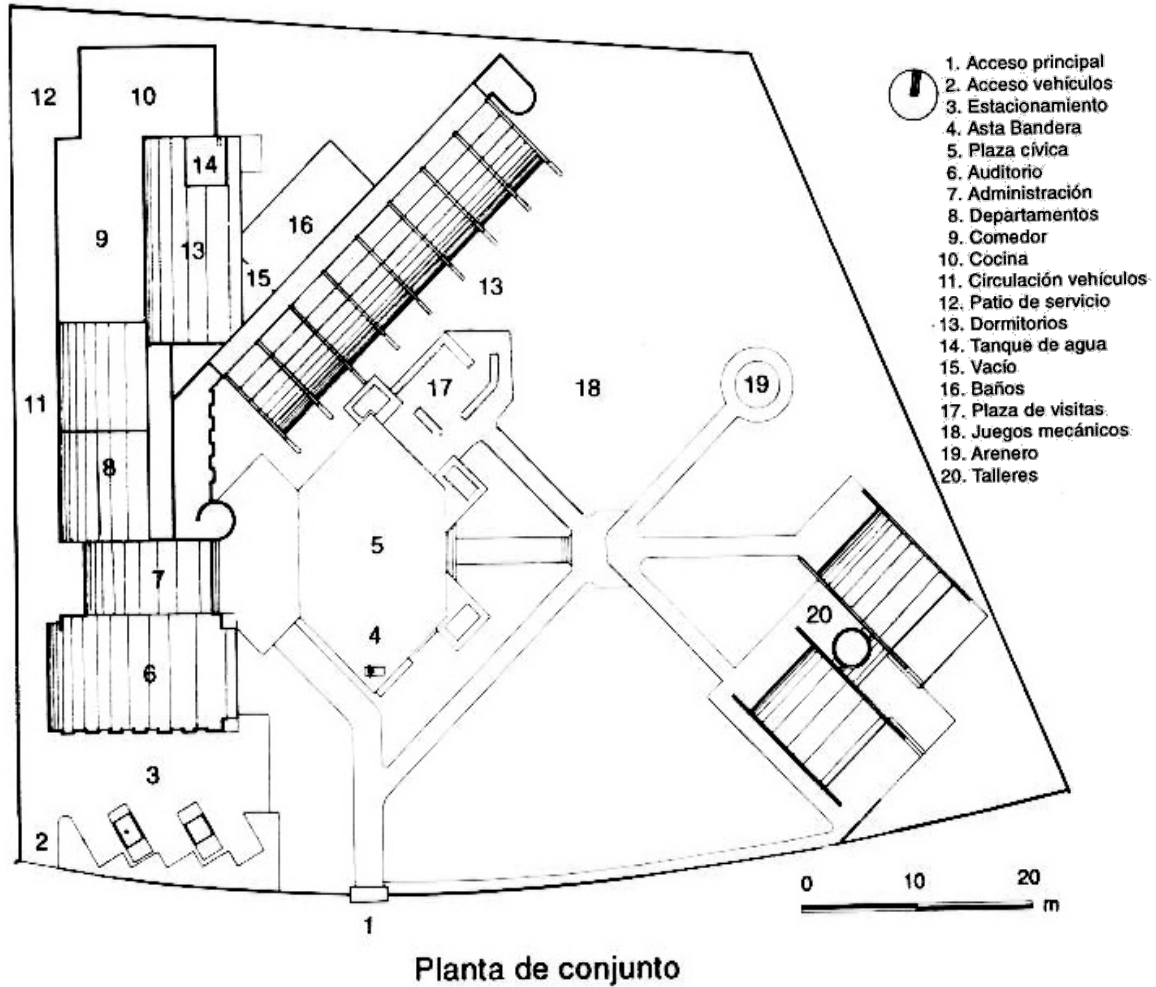 1. Acceso principal
2. Acceso vehículos
3. Estacionamiento
4. Asta Bandera
5. Plaza cívica
6. Auditorio
7. Administración
8. Departamentos
9. Comedor
10. Cocina
11. Circulación vehículos
12. Patio de servicio
13. Dormitorios
14. Tanque de agua
15. Vacío
16. Baños
17. Plaza de visitas
18. Juegos mecánicos
19. Arenero
20. Talleres
12
10
14
16
9
13
15
13
17
18
19
11
8
5
7
20
4
6
3
2
0 10 20
m
1
Planta de conjunto